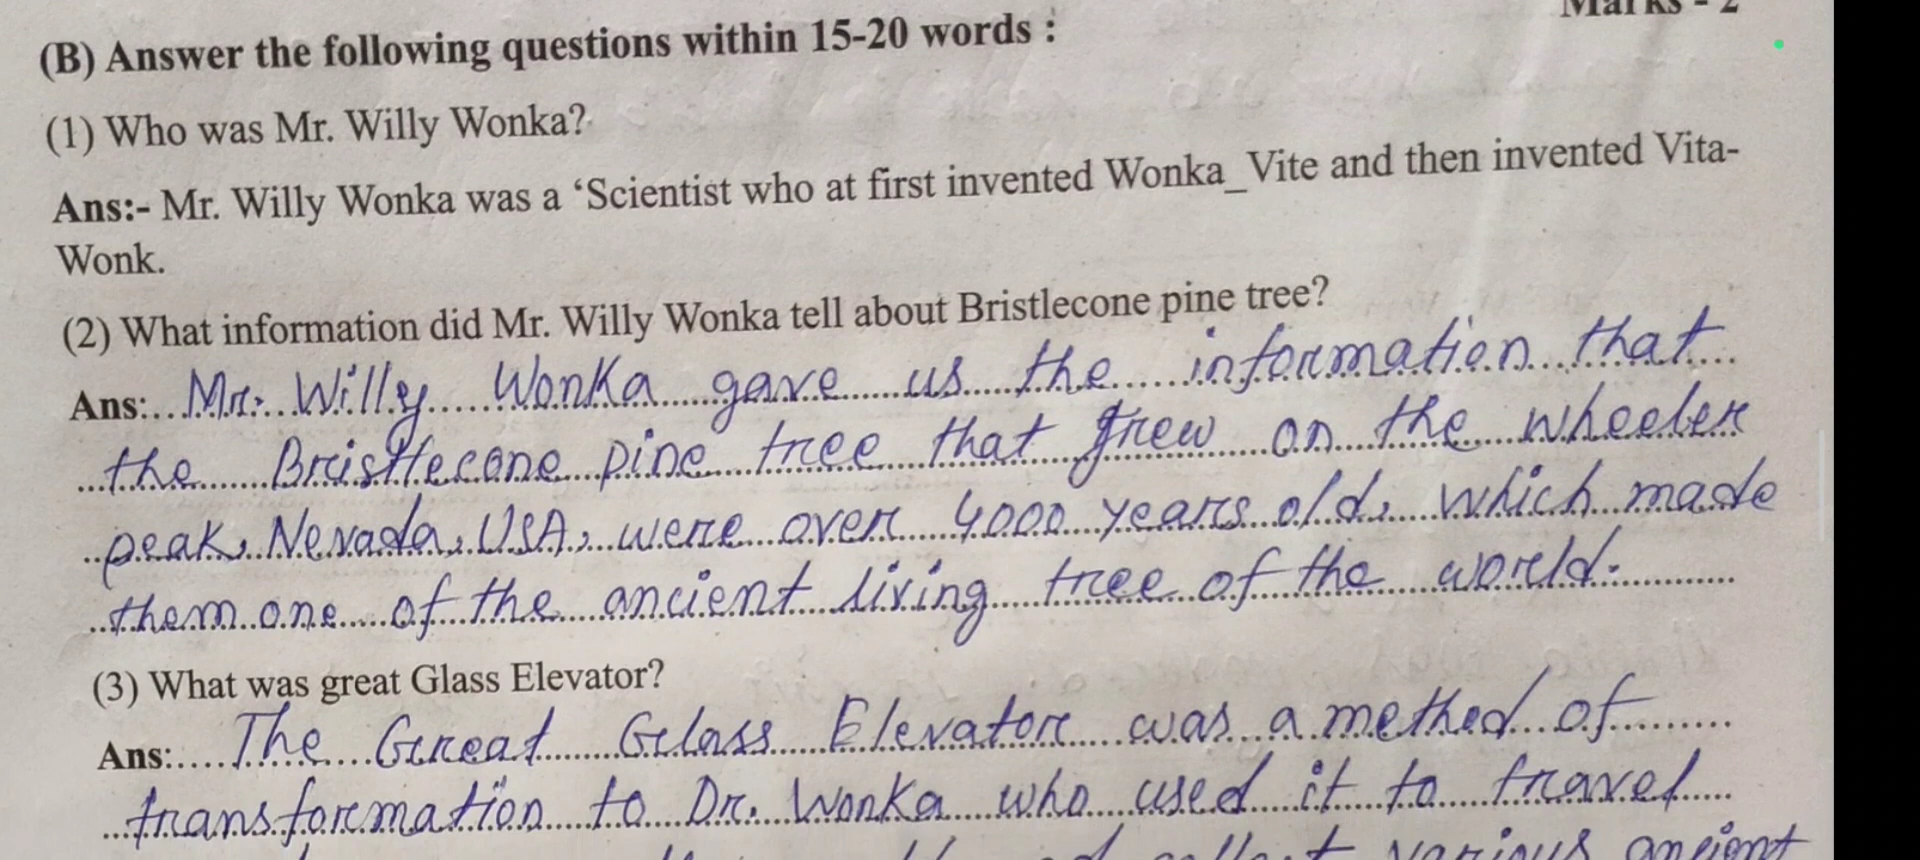 Marks - 2
(B) Answer the following questions within 15-20 words :
(1) Who was Mr. Willy Wonka?
Ans:- Mr. Willy Wonka was a ‘Scientist who at first invented Wonka_Vite and then invented Vita-
Wonk.
(2) What information did Mr. Willy Wonka tell about Bristlecone pine tree?
Ans: Mr. Willy Wonka gave us the information that
the Bristlecone pine tree that grew on the wheeler
peak, Nevada, USA, were over 4000 years old, which made
them one of the ancient living tree of the world.
(3) What was great Glass Elevator?
Ans: The Great Glass Elevator was a method of
transformation to Dr. Wonka who used it to travel
various ancient